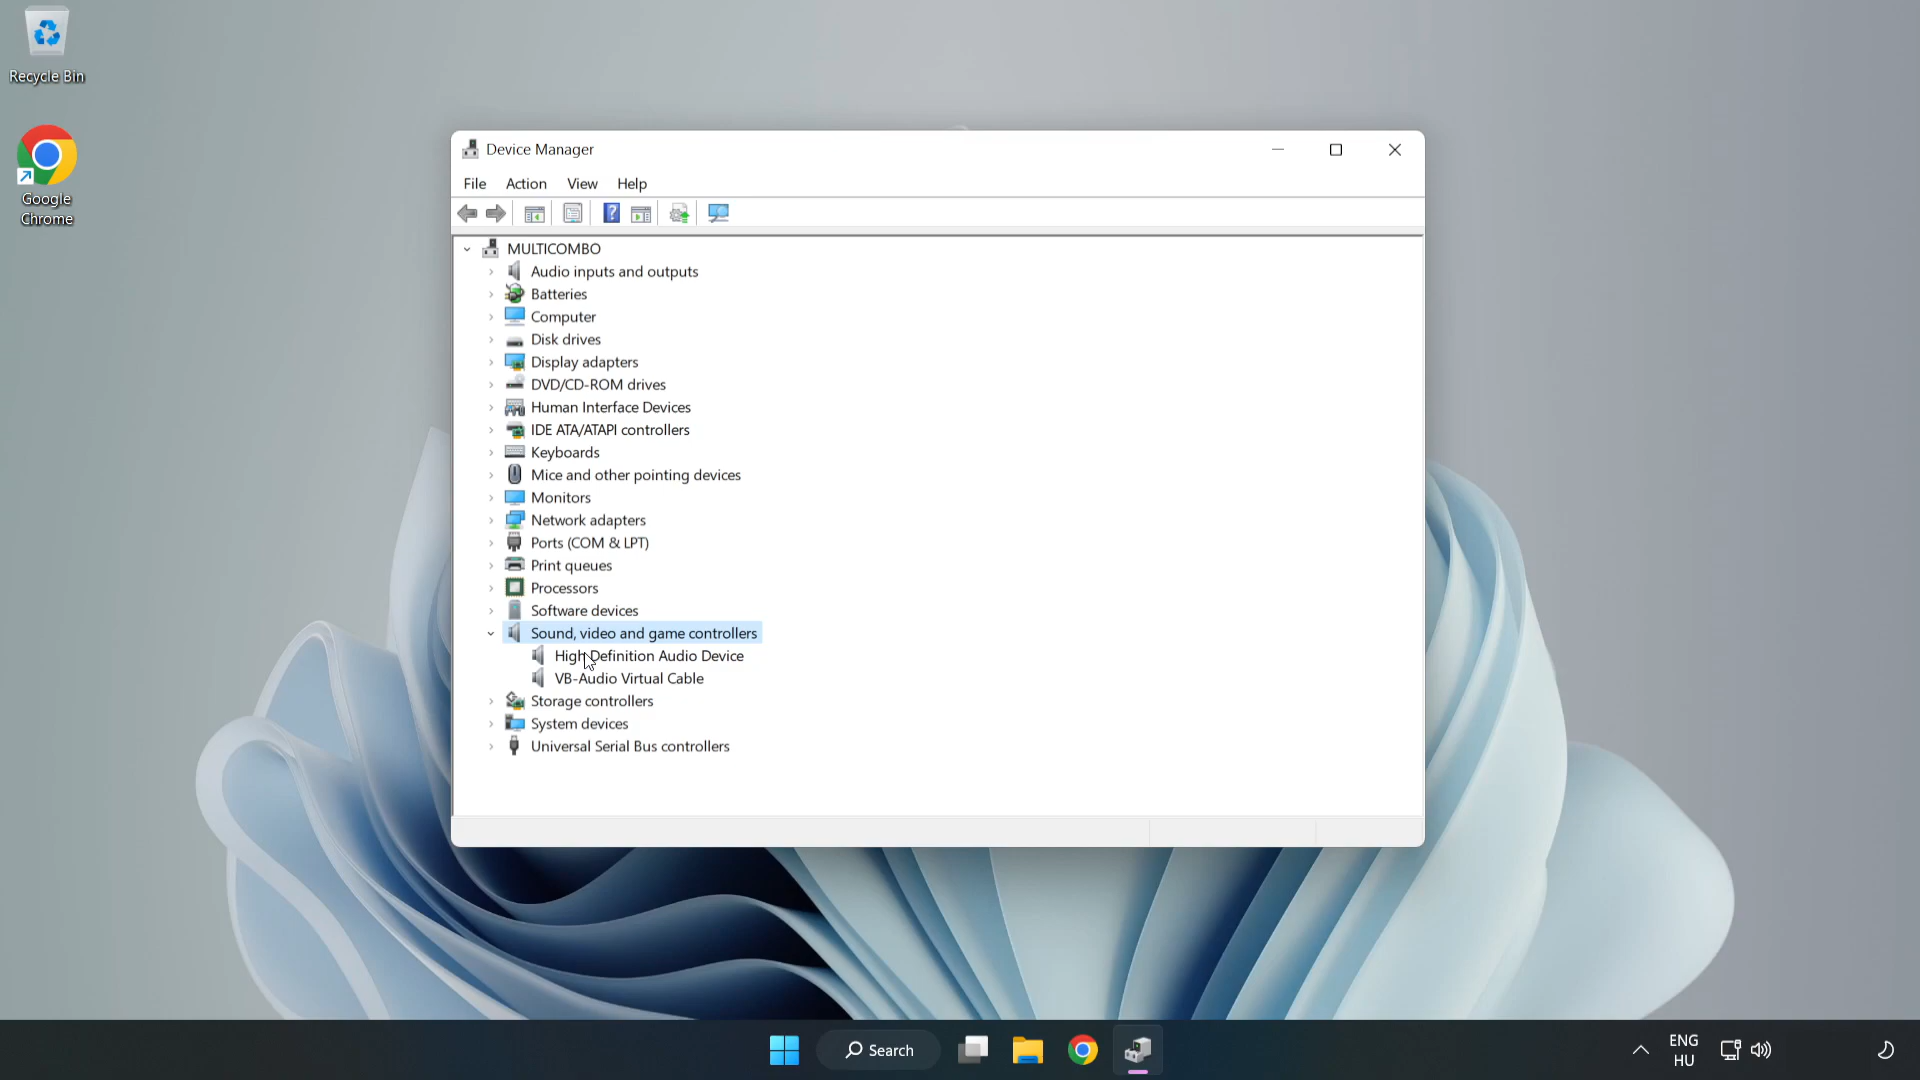 Recycle Bin
Google
Chrome
Device Manager
File Action View Help
MULTICOMBO
Audio inputs and outputs
Batteries
Computer
Disk drives
Display adapters
DVD/CD-ROM drives
Human Interface Devices
IDE ATA/ATAPI controllers
Keyboards
Mice and other pointing devices
Monitors
Network adapters
Ports (COM & LPT)
Print queues
Processors
Software devices
Sound, video and game controllers
High Definition Audio Device
VB-Audio Virtual Cable
Storage controllers
System devices
Universal Serial Bus controllers
Search
ENG
HU